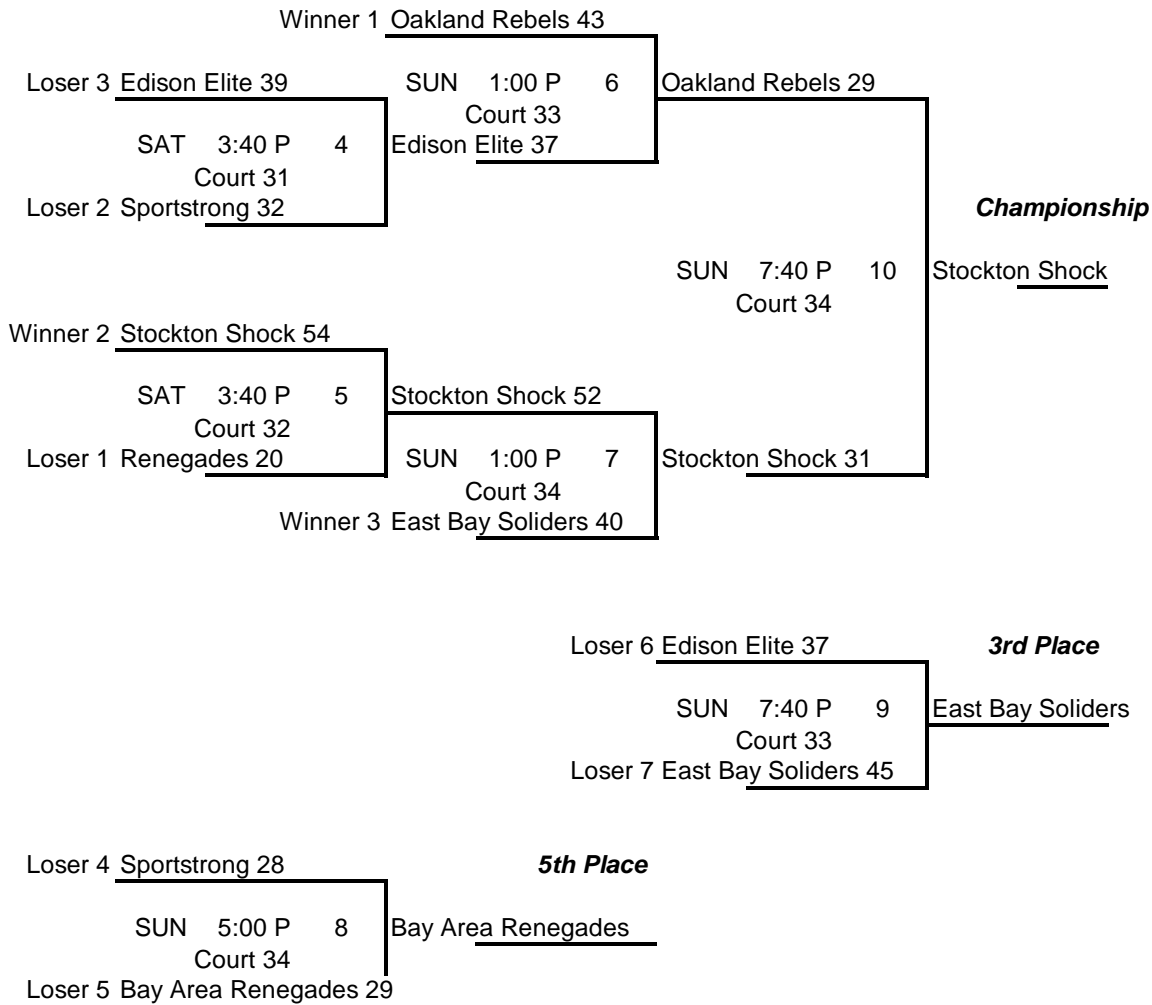 Winner 1 Oakland Rebels 43
Loser 3 Edison Elite 39 SUN 1:00 P 6 Oakland Rebels 29
Court 33
SAT 3:40 P 4 Edison Elite 37
Court 31
Loser 2 Sportstrong 32 Championship
SUN 7:40 P 10 Stockton Shock
Court 34
Winner 2 Stockton Shock 54
SAT 3:40 P 5 Stockton Shock 52
Court 32
Loser 1 Renegades 20 SUN 1:00 P 7 Stockton Shock 31
Court 34
Winner 3 East Bay Soliders 40
Loser 6 Edison Elite 37 3rd Place
SUN 7:40 P 9 East Bay Soliders
Court 33
Loser 7 East Bay Soliders 45
Loser 4 Sportstrong 28 5th Place
SUN 5:00 P 8 Bay Area Renegades
Court 34
Loser 5 Bay Area Renegades 29